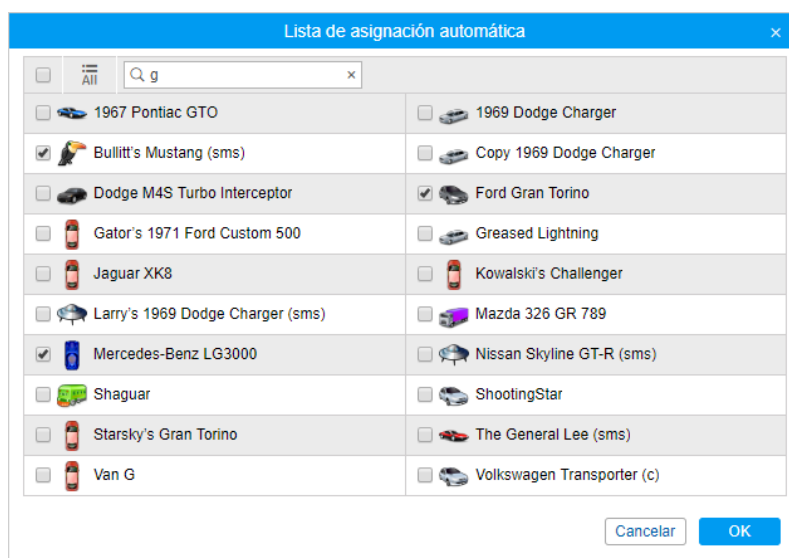 Lista de asignación automática ×
All g ×
1967 Pontiac GTO 1969 Dodge Charger
Bullitt's Mustang (sms) Copy 1969 Dodge Charger
Dodge M4S Turbo Interceptor Ford Gran Torino
Gator's 1971 Ford Custom 500 Greased Lightning
Jaguar XK8 Kowalski's Challenger
Larry's 1969 Dodge Charger (sms) Mazda 326 GR 789
Mercedes-Benz LG3000 Nissan Skyline GT-R (sms)
Shaguar ShootingStar
Starsky's Gran Torino The General Lee (sms)
Van G Volkswagen Transporter (c)
Cancelar OK